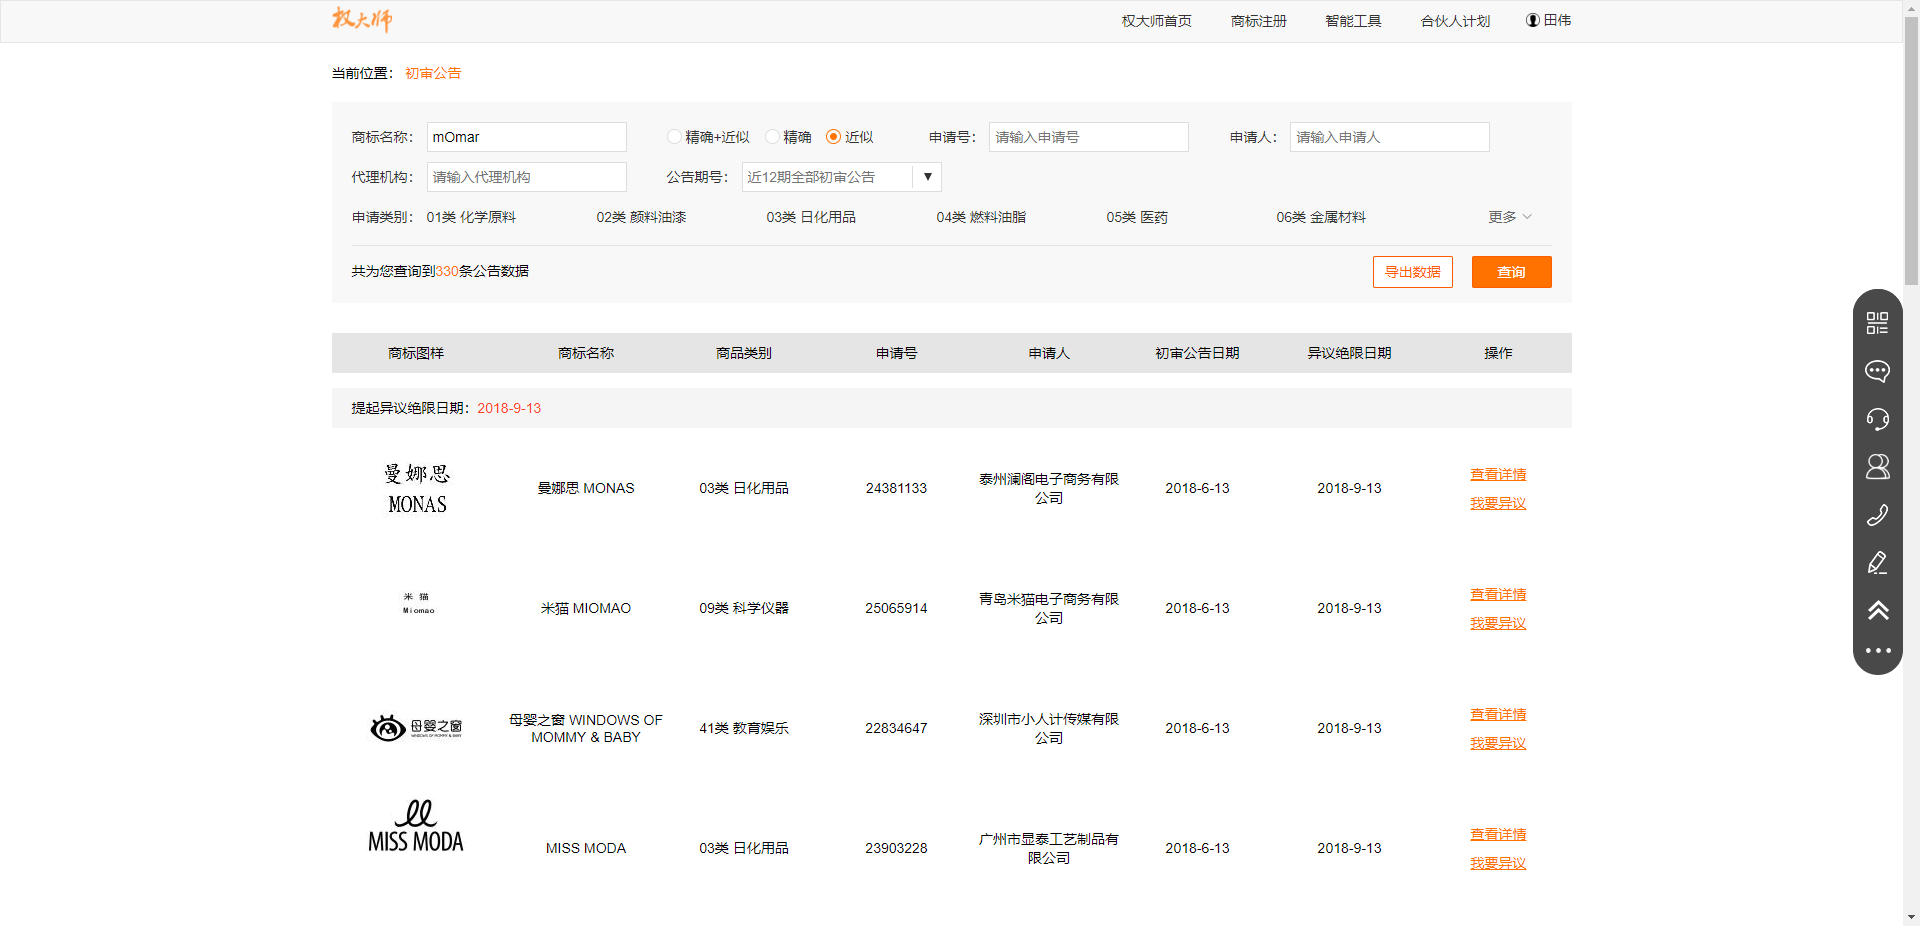 权大师 权大师首页 商标注册 智能工具 合伙人计划 田伟
当前位置： 初审公告
商标名称： mOmar 精确+近似 精确 近似 申请号： 请输入申请号 申请人： 请输入申请人
代理机构： 请输入代理机构 公告期号： 近12期全部初审公告
申请类别： 01类 化学原料 02类 颜料油漆 03类 日化用品 04类 燃料油脂 05类 医药 06类 金属材料 更多
共为您查询到330条公告数据 导出数据 查询
商标图样 商标名称 商品类别 申请号 申请人 初审公告日期 异议绝限日期 操作
提起异议绝限日期：2018-9-13
曼娜思
MONAS
曼娜思 MONAS 03类 日化用品 24381133 泰州澜阁电子商务有限
公司
2018-6-13 2018-9-13 查看详情
我要异议
米 猫
Miomao
米猫 MIOMAO 09类 科学仪器 25065914 青岛米猫电子商务有限
公司
2018-6-13 2018-9-13 查看详情
我要异议
母婴之窗
WINDOWS OF MOMMY & BABY
母婴之窗 WINDOWS OF
MOMMY & BABY
41类 教育娱乐 22834647 深圳市小人计传媒有限
公司
2018-6-13 2018-9-13 查看详情
我要异议
MISS MODA
MISS MODA 03类 日化用品 23903228 广州市显泰工艺制品有
限公司
2018-6-13 2018-9-13 查看详情
我要异议